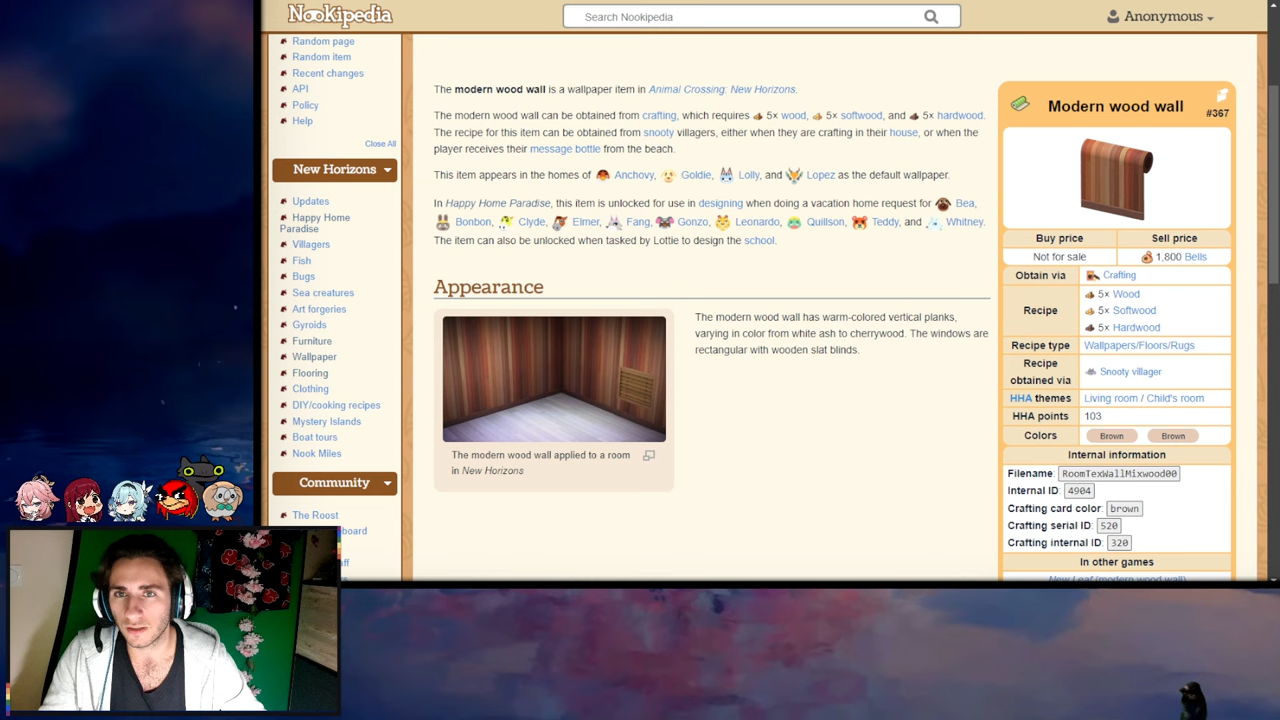 Nookipedia
Search Nookipedia
Anonymous
Random page
Random item
Recent changes
API
Policy
Help
Close All
New Horizons
Updates
Happy Home
Paradise
Villagers
Fish
Bugs
Sea creatures
Art forgeries
Gyroids
Furniture
Wallpaper
Flooring
Clothing
DIY/cooking recipes
Mystery Islands
Boat tours
Nook Miles
Community
The Roost
The modern wood wall is a wallpaper item in Animal Crossing: New Horizons.
The modern wood wall can be obtained from crafting, which requires 5× wood, 5× softwood, and 5× hardwood.
The recipe for this item can be obtained from snooty villagers, either when they are crafting in their house, or when the
player receives their message bottle from the beach.
This item appears in the homes of Anchovy, Goldie, Lolly, and Lopez as the default wallpaper.
In Happy Home Paradise, this item is unlocked for use in designing when doing a vacation home request for Bea,
Bonbon, Clyde, Elmer, Fang, Gonzo, Leonardo, Quillson, Teddy, and Whitney.
The item can also be unlocked when tasked by Lottie to design the school.
Appearance
The modern wood wall has warm-colored vertical planks,
varying in color from white ash to cherrywood. The windows are
rectangular with wooden slat blinds.
The modern wood wall applied to a room
in New Horizons
Modern wood wall
#367
Buy price Sell price
Not for sale 1,800 Bells
Obtain via Crafting
Recipe 5× Wood
5× Softwood
5× Hardwood
Recipe type Wallpapers/Floors/Rugs
Recipe
obtained via Snooty villager
HHA themes Living room / Child's room
HHA points 103
Colors Brown Brown
Internal information
Filename: RoomTexWallMixwood00
Internal ID: 4904
Crafting card color: brown
Crafting serial ID: 520
Crafting internal ID: 320
In other games
New Leaf (modern wood wall)